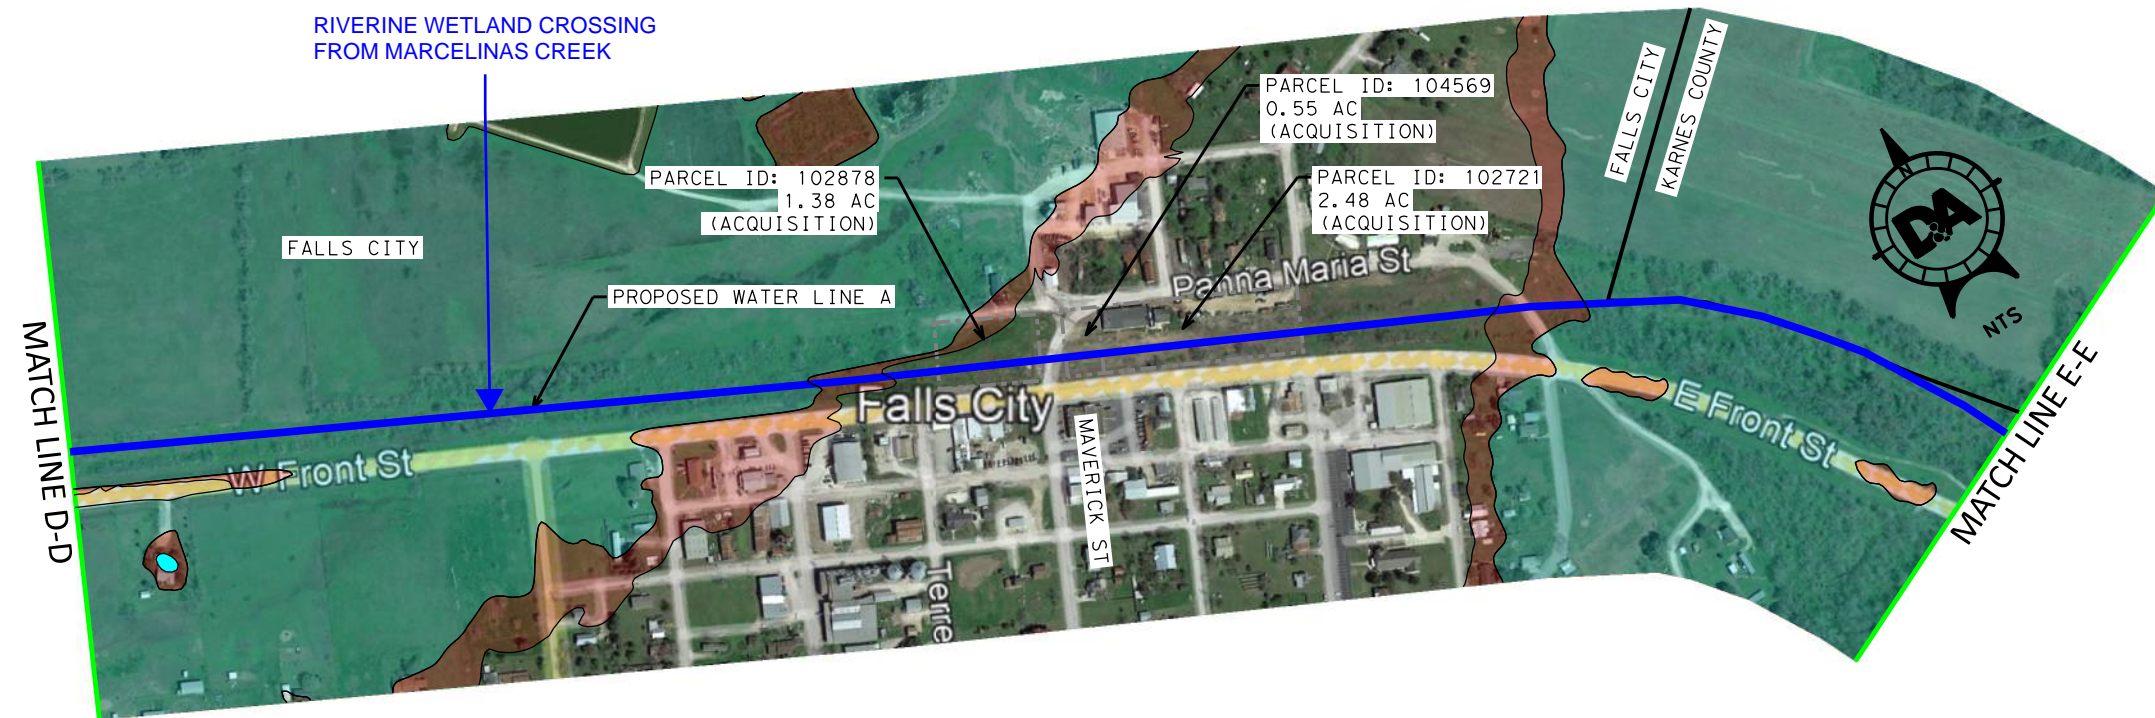 RIVERINE WETLAND CROSSING
FROM MARCELINAS CREEK
PARCEL ID: 104569
0.55 AC
(ACQUISITION)
FALLS CITY
KARNES COUNTY
PARCEL ID: 102878
1.38 AC
(ACQUISITION)
PARCEL ID: 102721
2.48 AC
(ACQUISITION)
N
DA
NTS
FALLS CITY
Panna Maria St
PROPOSED WATER LINE A
MATCH LINE D-D
W Front St
Falls City
MAVERICK ST
E Front St
MATCH LINE E-E
Terre